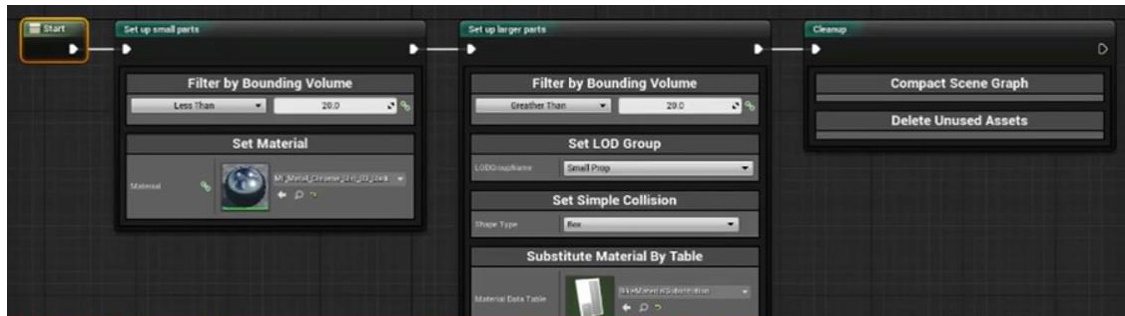 Start
Set up small parts
Filter by Bounding Volume
Less Than
20.0
Set Material
Material
Set up larger parts
Filter by Bounding Volume
Greather Than
20.0
Set LOD Group
LODGroupName
Small Prop
Set Simple Collision
Shape Type
Box
Substitute Material By Table
Material Data Table
BikeMaterialSubstitution
Cleanup
Compact Scene Graph
Delete Unused Assets